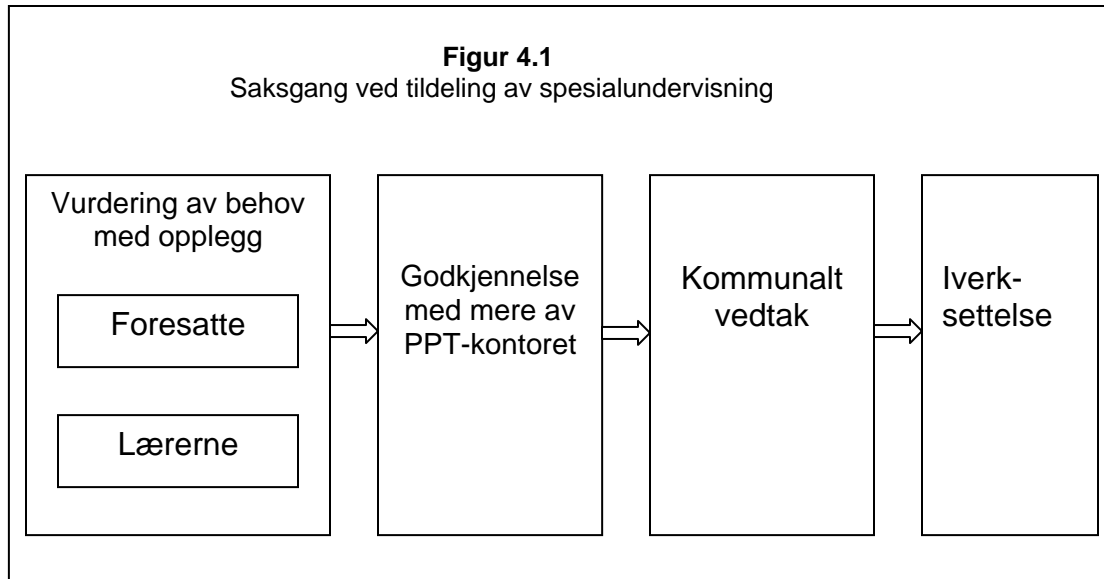 Figur 4.1
Saksgang ved tildeling av spesialundervisning
Vurdering av behov
med opplegg
Foresatte
Lærerne
Godkjennelse
med mere av
PPT-kontoret
Kommunalt
vedtak
Iverk-
settelse